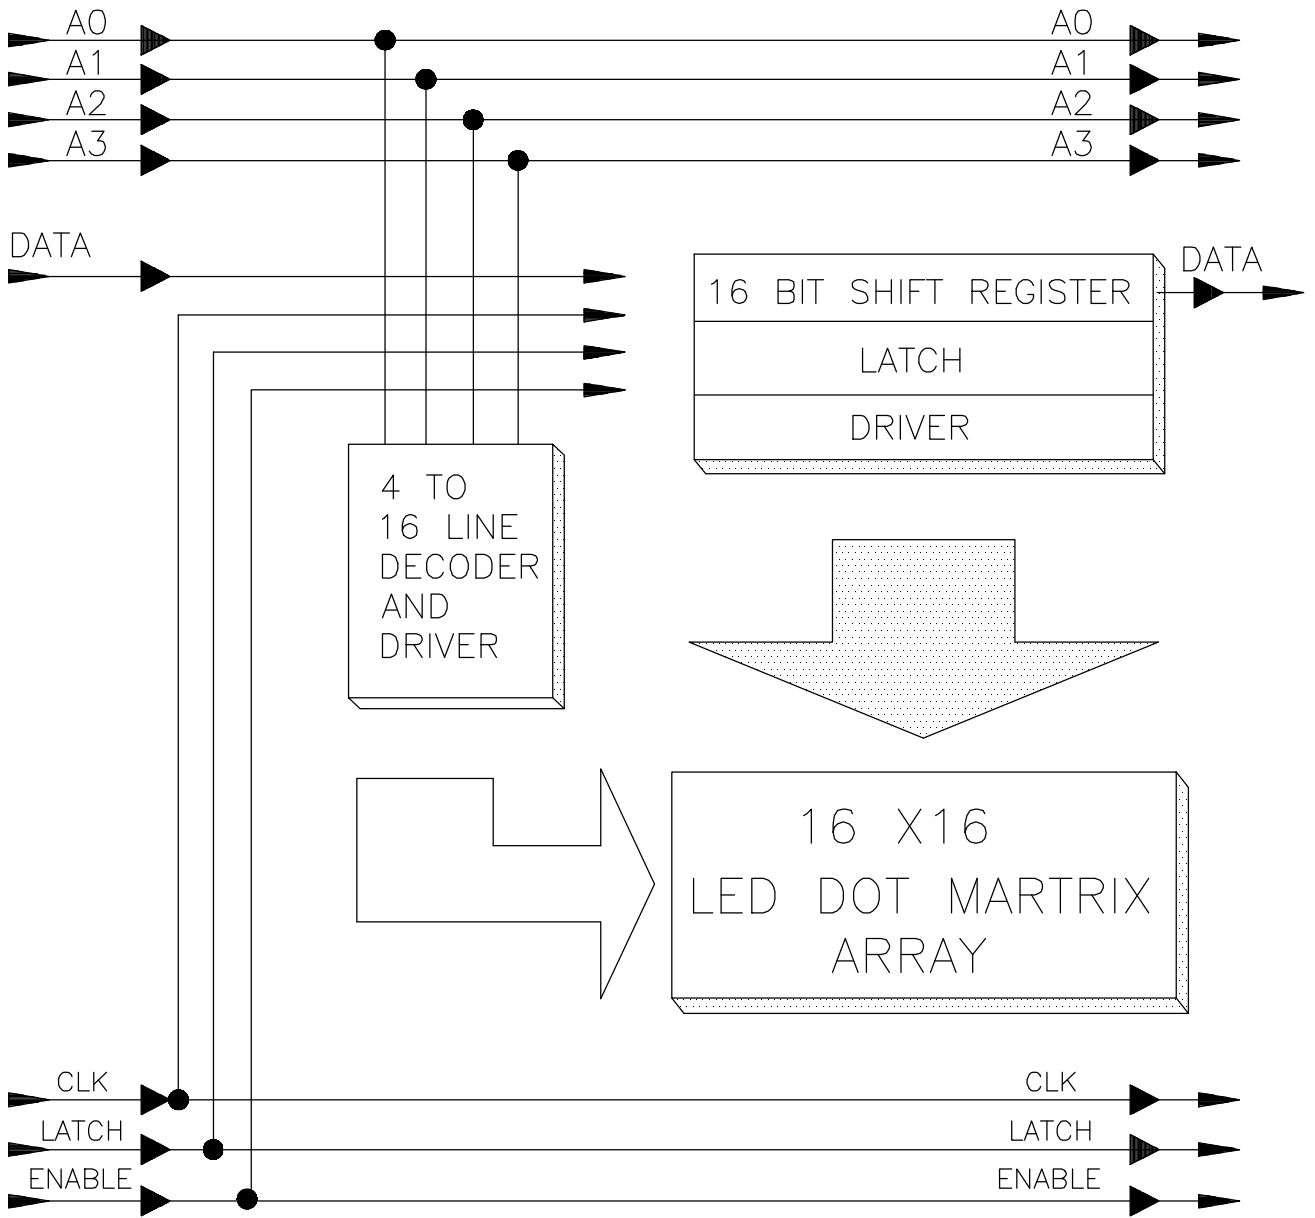 A0
A0
A1
A1
A2
A2
A3
A3
DATA
DATA
16 BIT SHIFT REGISTER
LATCH
DRIVER
4 TO
16 LINE
DECODER
AND
DRIVER
16 X16
LED DOT MARTRIX
ARRAY
CLK
CLK
LATCH
LATCH
ENABLE
ENABLE